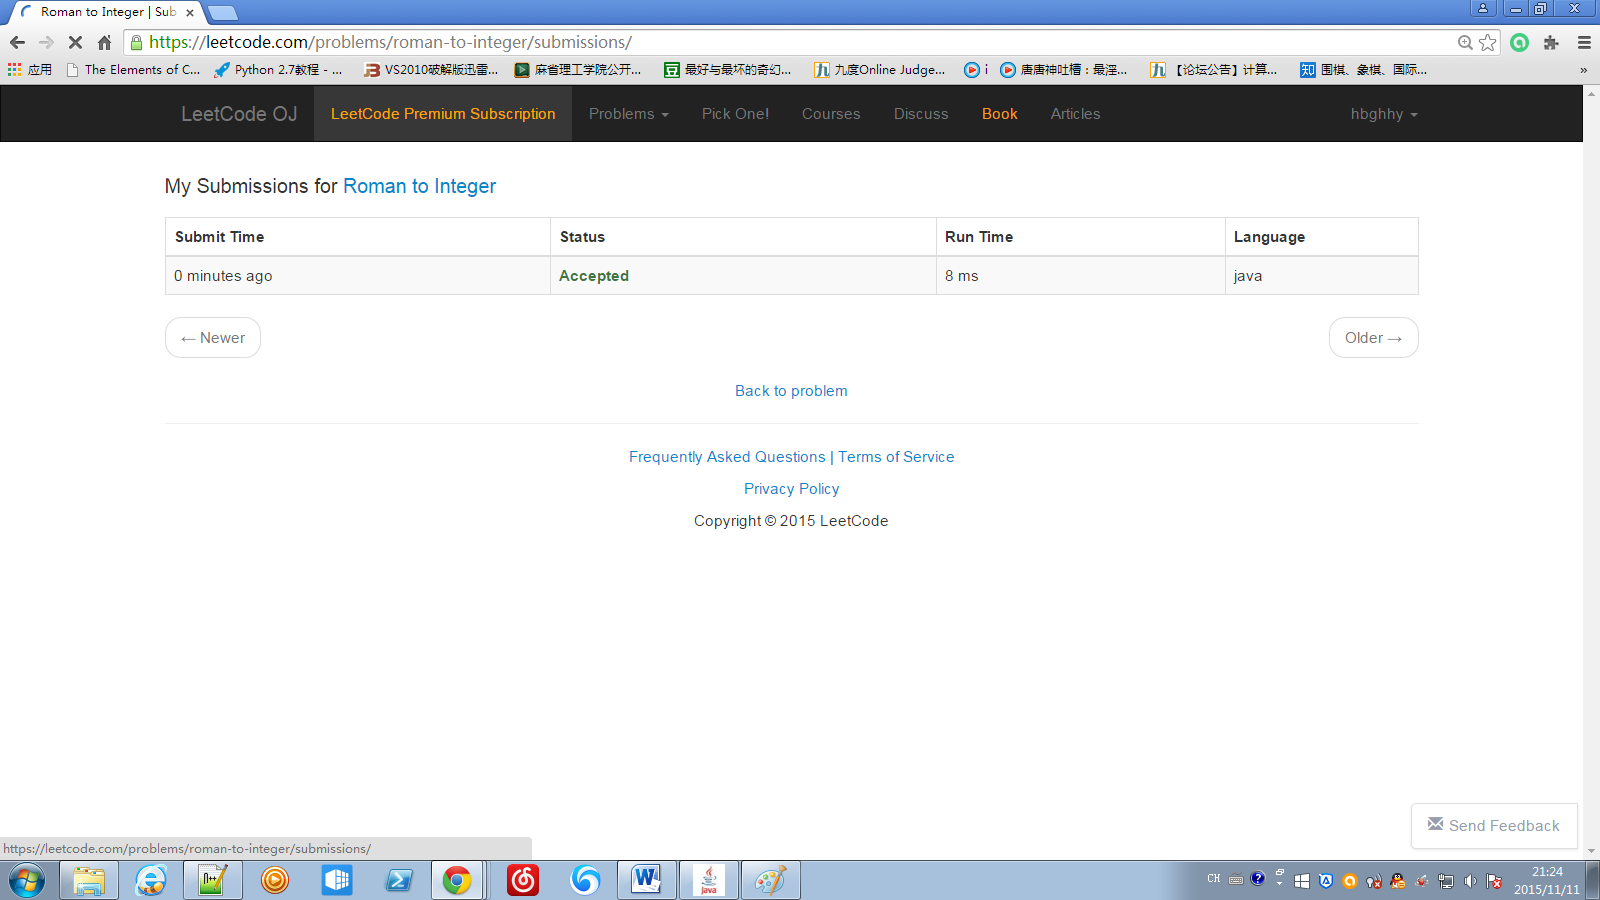 Roman to Integer | Sub
https://leetcode.com/problems/roman-to-integer/submissions/
应用 The Elements of C... Python 2.7教程 - ... VS2010破解版迅雷... 麻省理工学院公开... 最好与最坏的奇幻... 九度Online Judge... i 唐唐神吐槽：最淫... 【论坛公告】计算... 围棋、象棋、国际... »
LeetCode OJ LeetCode Premium Subscription Problems Pick One! Courses Discuss Book Articles hbghhy
My Submissions for Roman to Integer
Submit Time Status Run Time Language
0 minutes ago Accepted 8 ms java
← Newer Older →
Back to problem
Frequently Asked Questions | Terms of Service
Privacy Policy
Copyright © 2015 LeetCode
Send Feedback
https://leetcode.com/problems/roman-to-integer/submissions/
CH 21:24
2015/11/11